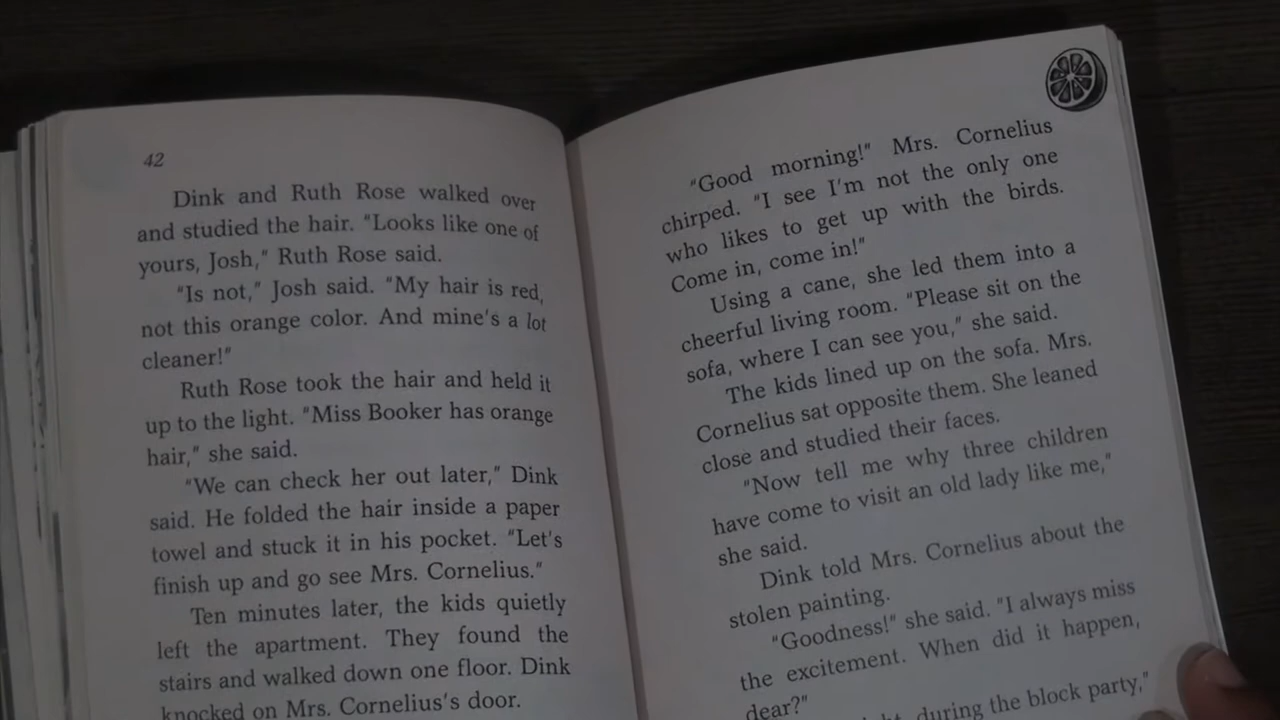 42
Dink and Ruth Rose walked over
and studied the hair. "Looks like one of
yours, Josh," Ruth Rose said.
"Is not," Josh said. "My hair is red,
not this orange color. And mine's a lot
cleaner!"
Ruth Rose took the hair and held it
up to the light. "Miss Booker has orange
hair," she said.
"We can check her out later," Dink
said. He folded the hair inside a paper
towel and stuck it in his pocket. "Let's
finish up and go see Mrs. Cornelius."
Ten minutes later, the kids quietly
left the apartment. They found the
stairs and walked down one floor. Dink
knocked on Mrs. Cornelius's door.
"Good morning!" Mrs. Cornelius
chirped. "I see I'm not the only one
who likes to get up with the birds.
Come in, come in!"
Using a cane, she led them into a
cheerful living room. "Please sit on the
sofa, where I can see you," she said.
The kids lined up on the sofa. Mrs.
Cornelius sat opposite them. She leaned
close and studied their faces.
"Now tell me why three children
have come to visit an old lady like me,"
she said.
Dink told Mrs. Cornelius about the
stolen painting.
"Goodness!" she said. "I always miss
the excitement. When did it happen,
dear?"
during the block party,"